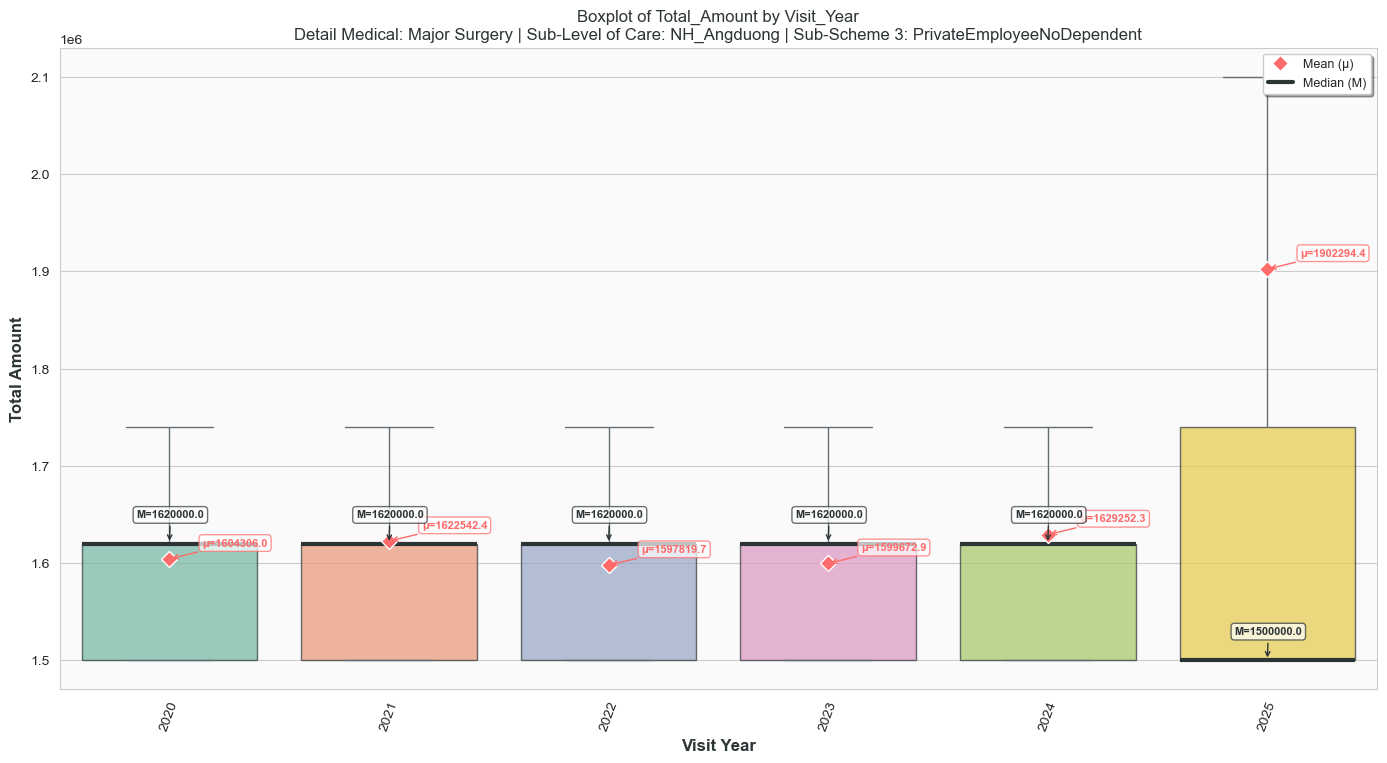 Boxplot of Total_Amount by Visit_Year
Detail Medical: Major Surgery | Sub-Level of Care: NH_Angduong | Sub-Scheme 3: PrivateEmployeeNoDependent
1e6
Mean (μ)
Median (M)
2.1
2.0
1.9
1.8
1.7
1.6
1.5
Total Amount
M=1620000.0
μ=1604306.0
M=1620000.0
μ=1622542.4
M=1620000.0
μ=1597819.7
M=1620000.0
μ=1599672.9
M=1620000.0
=1629252.3
μ=1902294.4
M=1500000.0
2020
2021
2022
2023
2024
2025
Visit Year